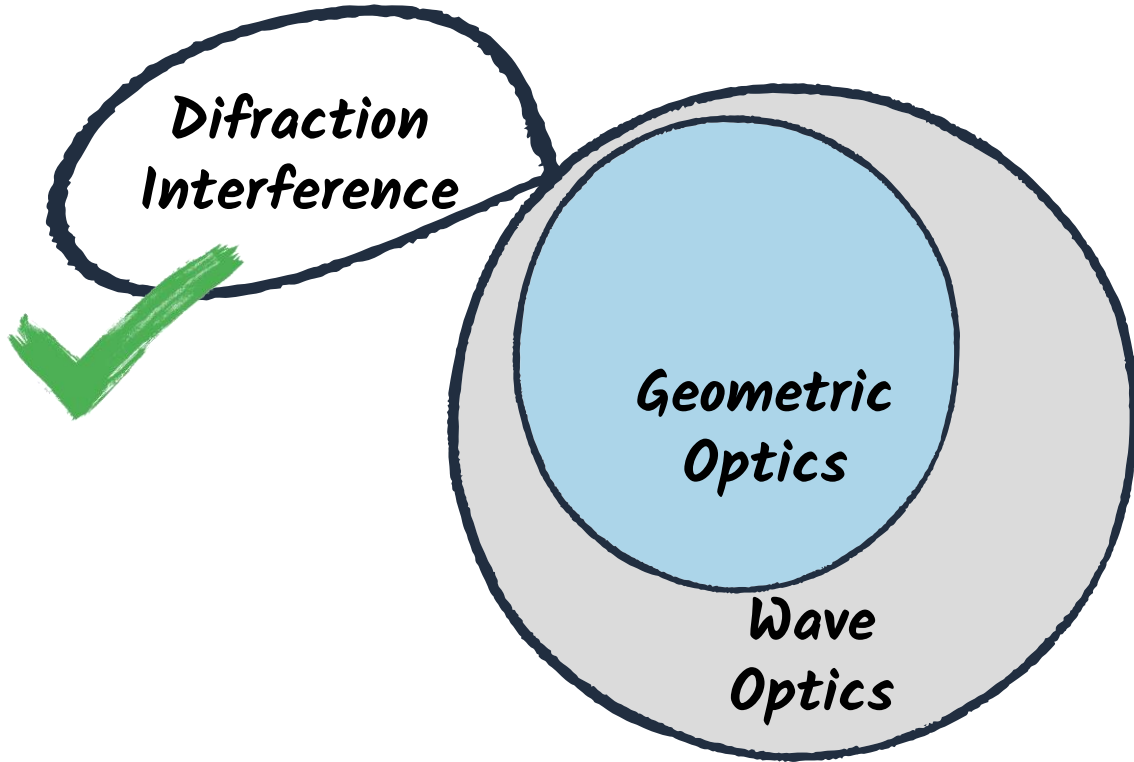 Difraction
Interference
Geometric
Optics
Wave
Optics